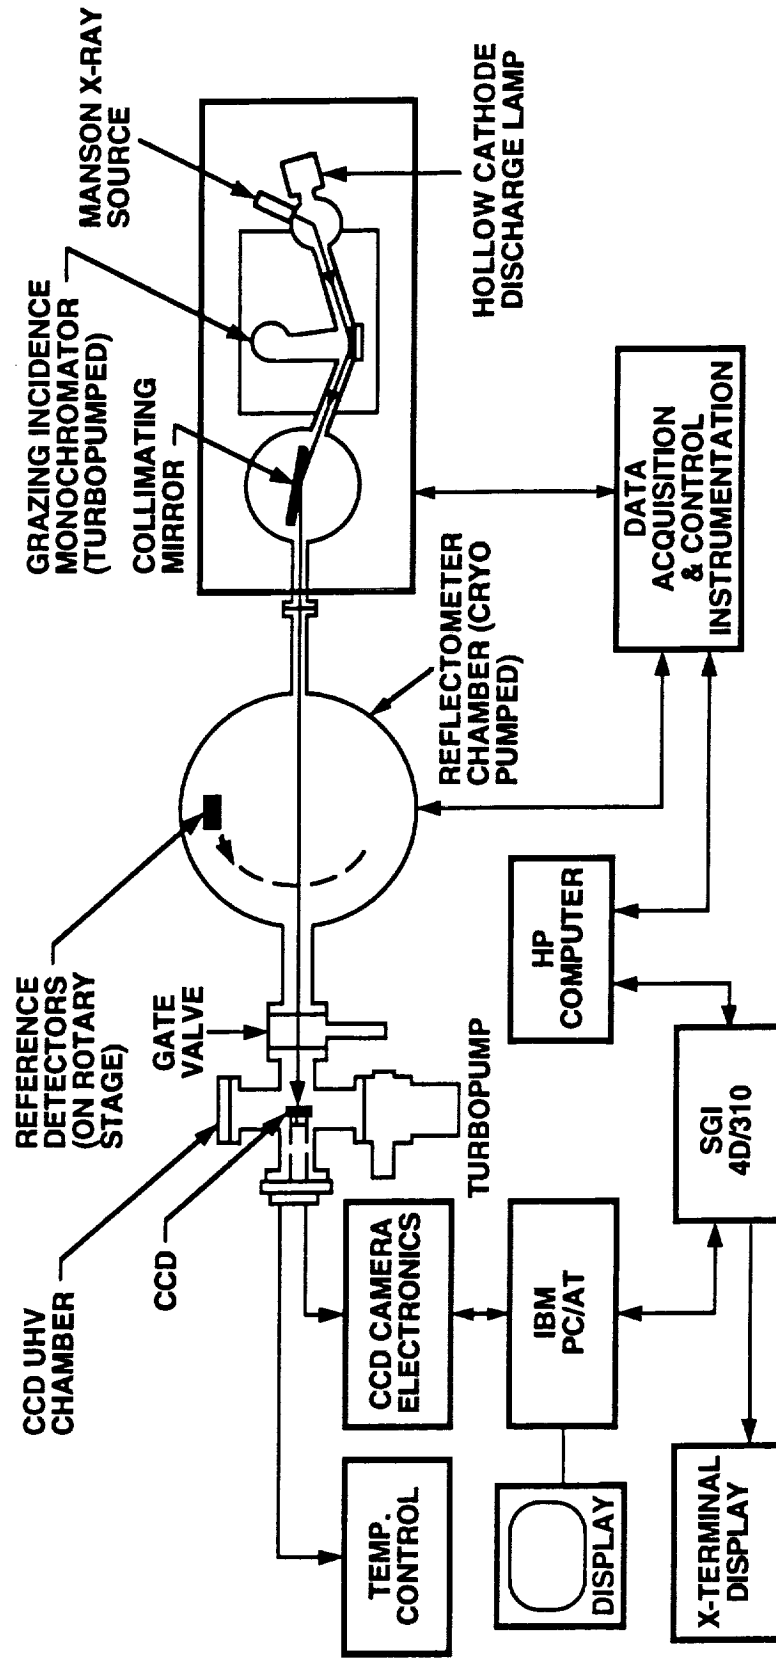 CCD UHV
CHAMBER
CCD
REFERENCE
DETECTORS
(ON ROTARY
STAGE)
GATE
VALVE
GRAZING INCIDENCE
MONOCHROMATOR
(TURBOPUMPED)
COLLIMATING
MIRROR
MANSON X-RAY
SOURCE
HOLLOW CATHODE
DISCHARGE LAMP
REFLECTOMETER
CHAMBER (CRYO
PUMPED)
TURBOPUMP
TEMP.
CONTROL
CCD CAMERA
ELECTRONICS
DISPLAY
IBM
PC/AT
HP
COMPUTER
DATA
ACQUISITION
& CONTROL
INSTRUMENTATION
X-TERMINAL
DISPLAY
SGI
4D/310